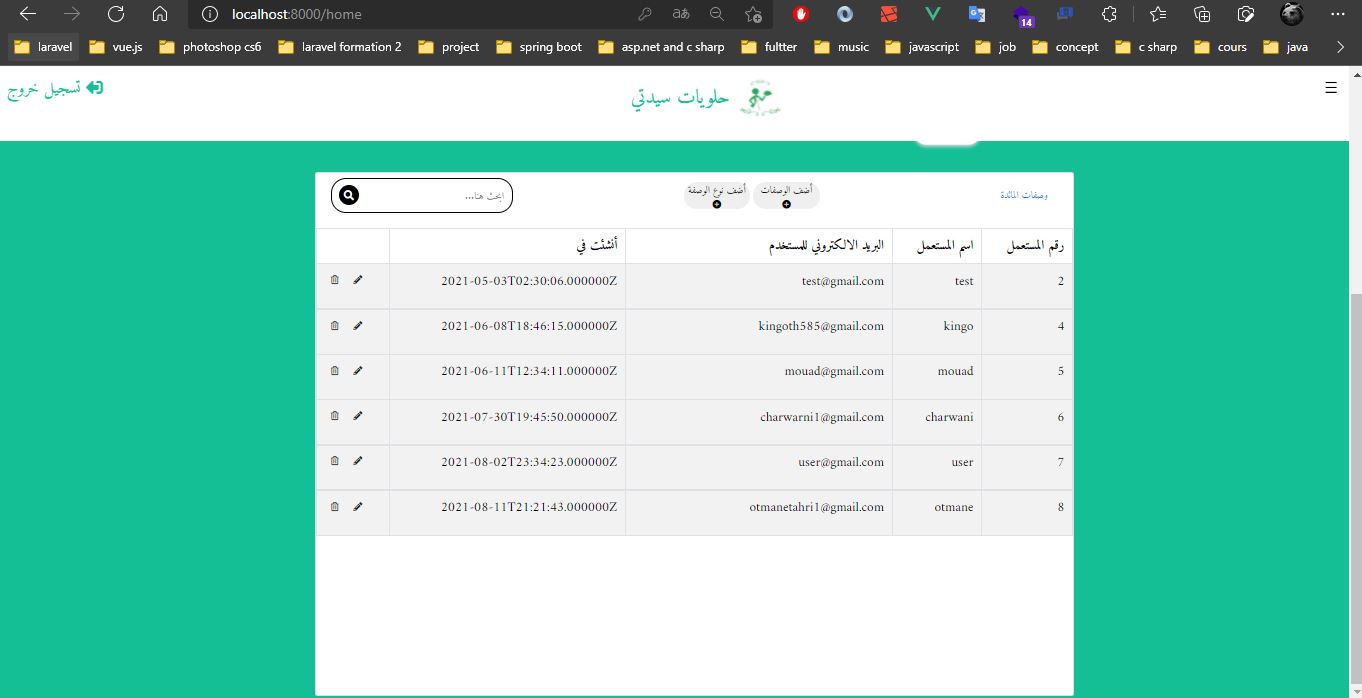 localhost:8000/home
14
laravel
vue.js
photoshop cs6
laravel formation 2
project
spring boot
asp.net and c sharp
fultter
music
javascript
job
concept
c sharp
cours
java
حلويات سيدتي
تسجيل خروج
وصفات المائدة
أضف الوصفات
أضف نوع الوصفة
ابحث هنا...
رقم المستعمل اسم المستعمل البريد الالكتروني للمستخدم أنشئت في
2 test test@gmail.com 2021-05-03T02:30:06.000000Z
4 kingo kingoth585@gmail.com 2021-06-08T18:46:15.000000Z
5 mouad mouad@gmail.com 2021-06-11T12:34:11.000000Z
6 charwani charwarni1@gmail.com 2021-07-30T19:45:50.000000Z
7 user user@gmail.com 2021-08-02T23:34:23.000000Z
8 otmane otmanetahri1@gmail.com 2021-08-11T21:21:43.000000Z